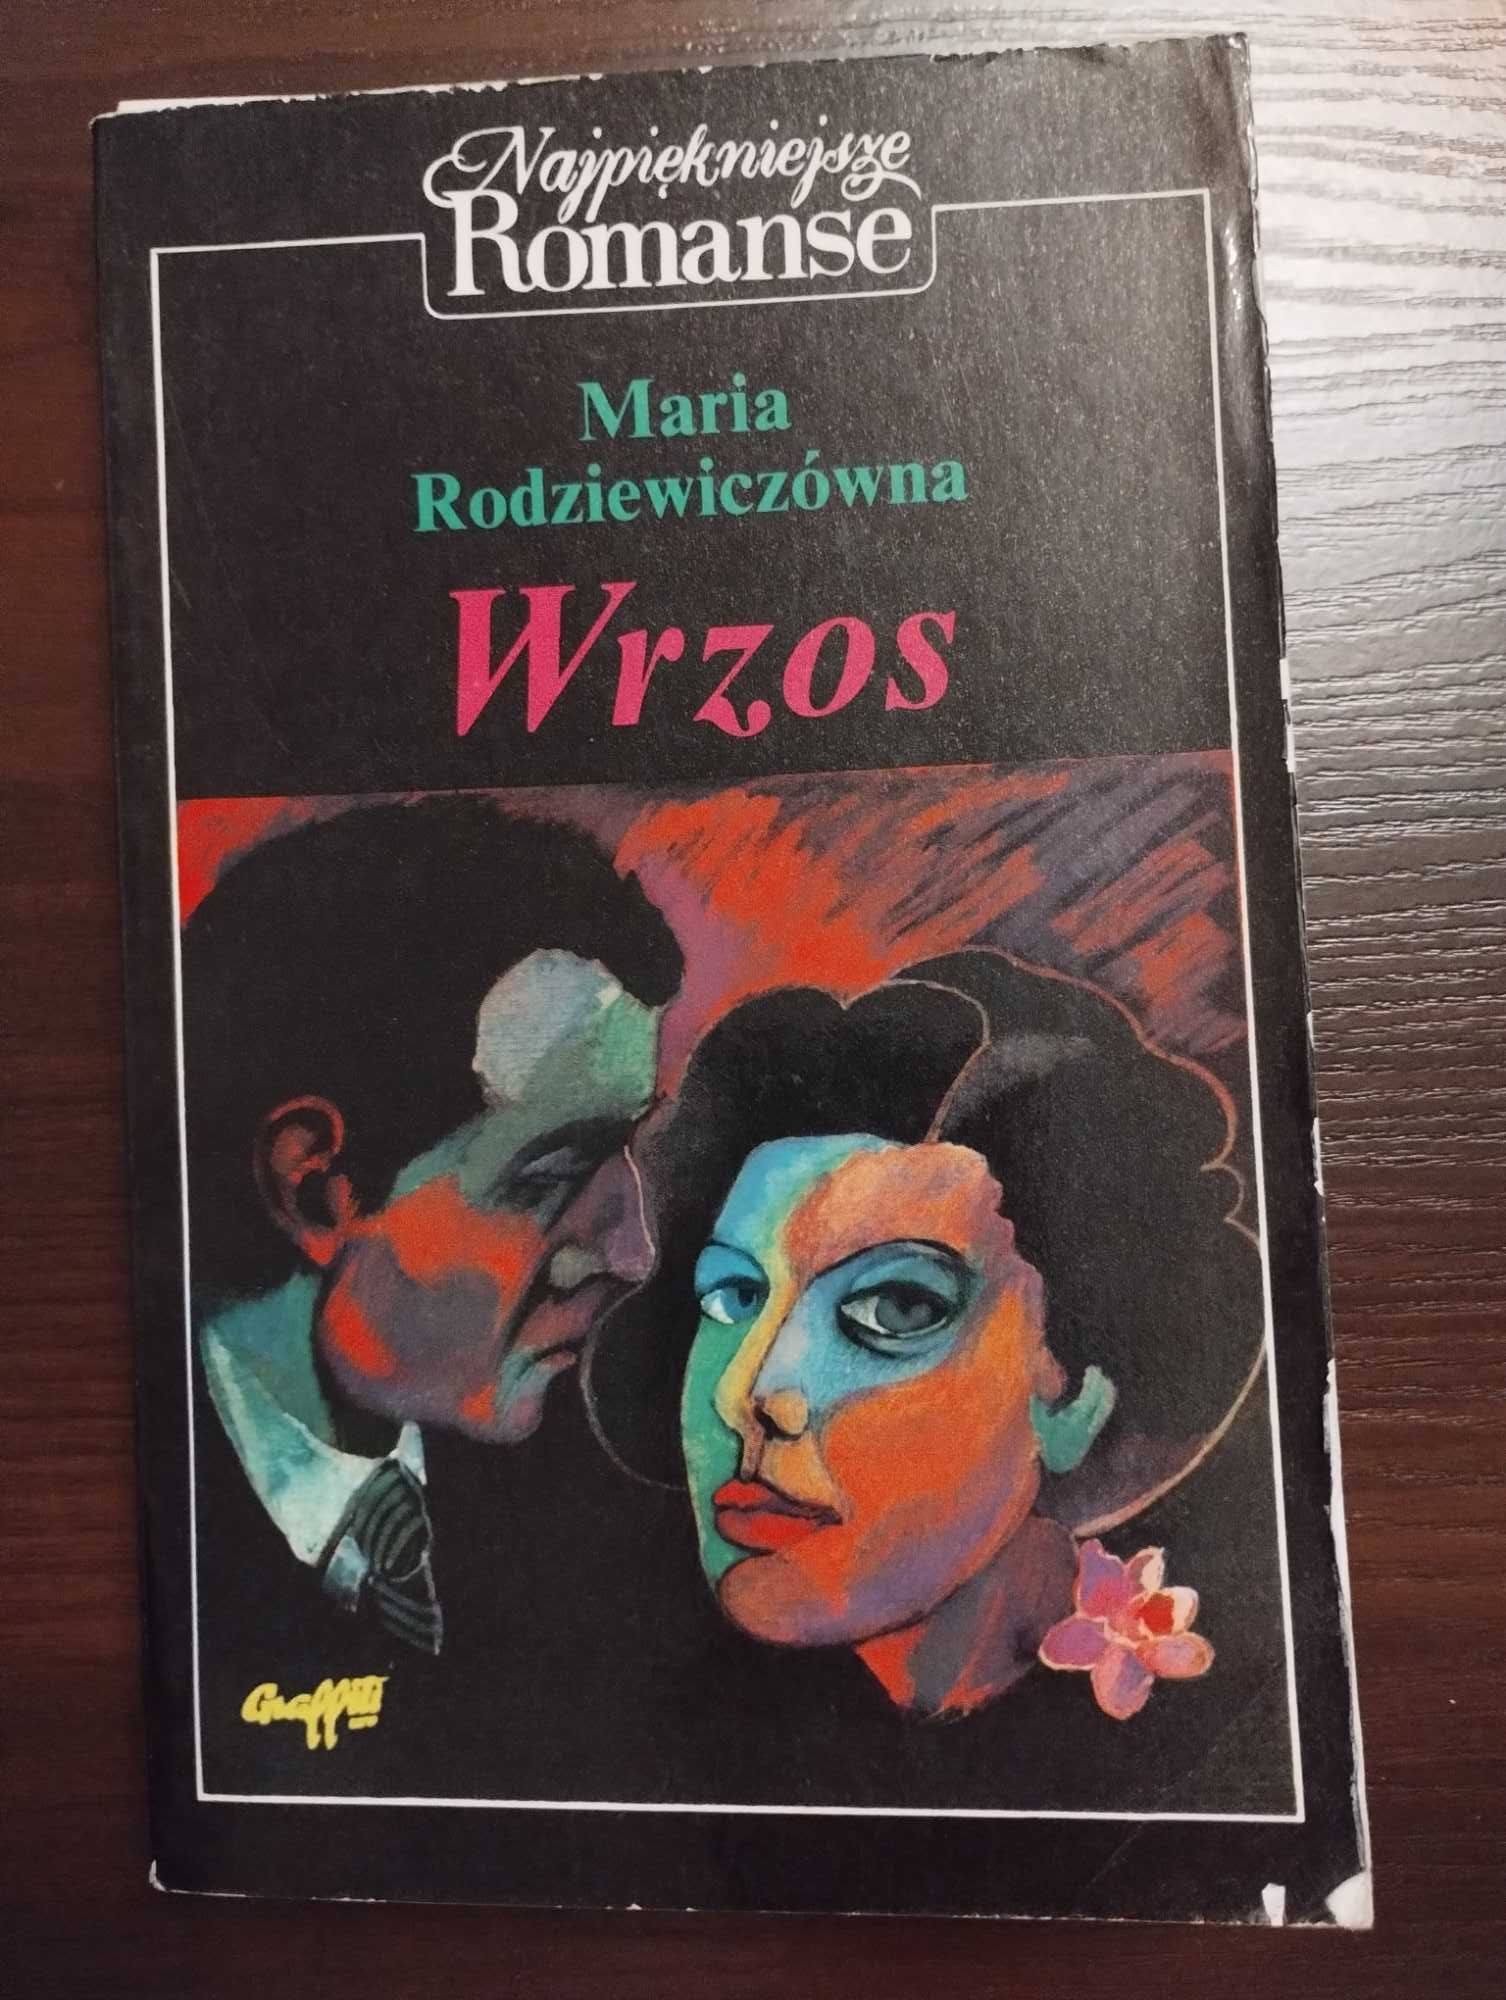 Najpiękniejsze
Romanse
Maria
Rodziewiczówna
Wrzos
Graffiti